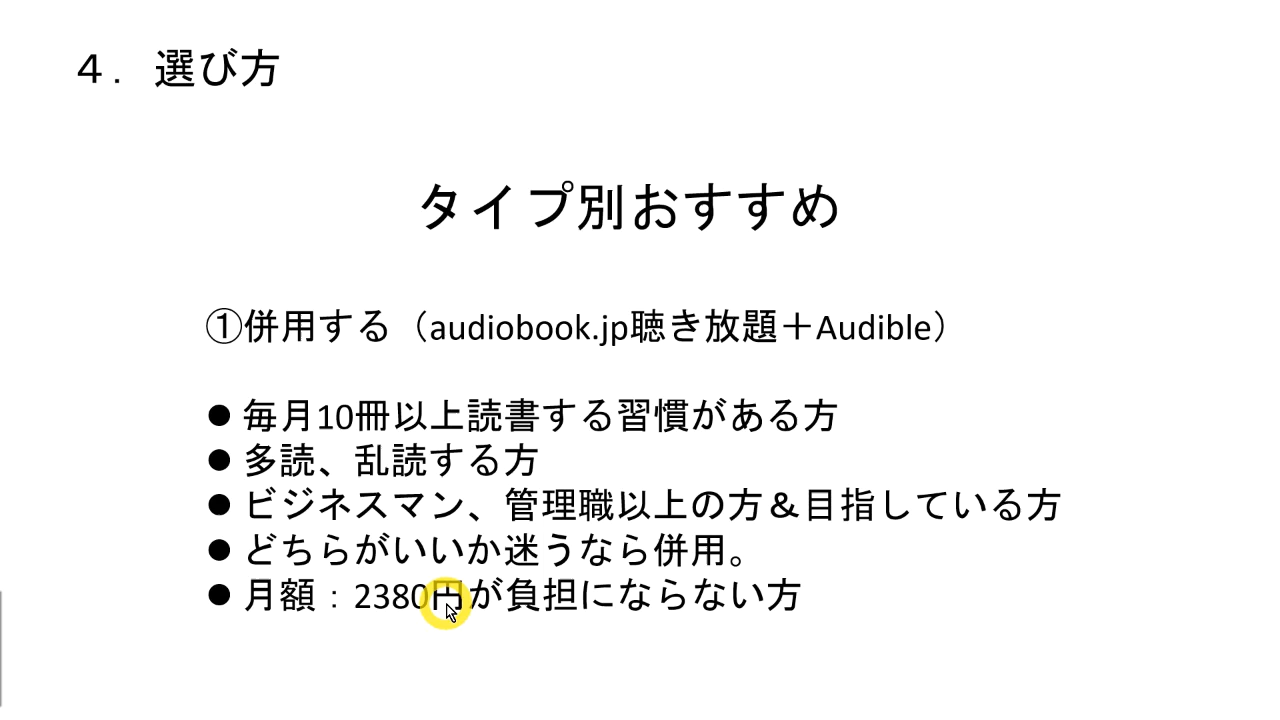 ４．選び方
タイプ別おすすめ
①併用する（audiobook.jp聴き放題＋Audible）
● 毎月10冊以上読書する習慣がある方
● 多読、乱読する方
● ビジネスマン、管理職以上の方＆目指している方
● どちらがいいか迷うなら併用。
● 月額：2380円が負担にならない方